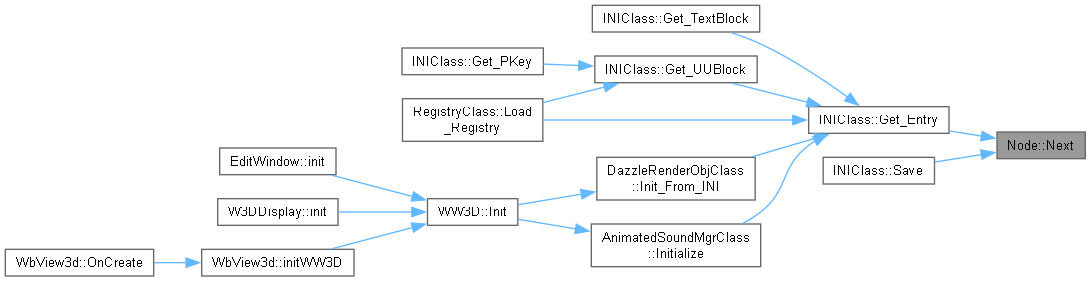 INIClass::Get_TextBlock
INIClass::Get_PKey
INIClass::Get_UUBlock
RegistryClass::Load
_Registry
INIClass::Get_Entry
Node::Next
EditWindow::init
DazzleRenderObjClass
::Init_From_INI
INIClass::Save
W3DDisplay::init
WW3D::Init
AnimatedSoundMgrClass
::Initialize
WbView3d::OnCreate
WbView3d::initWW3D